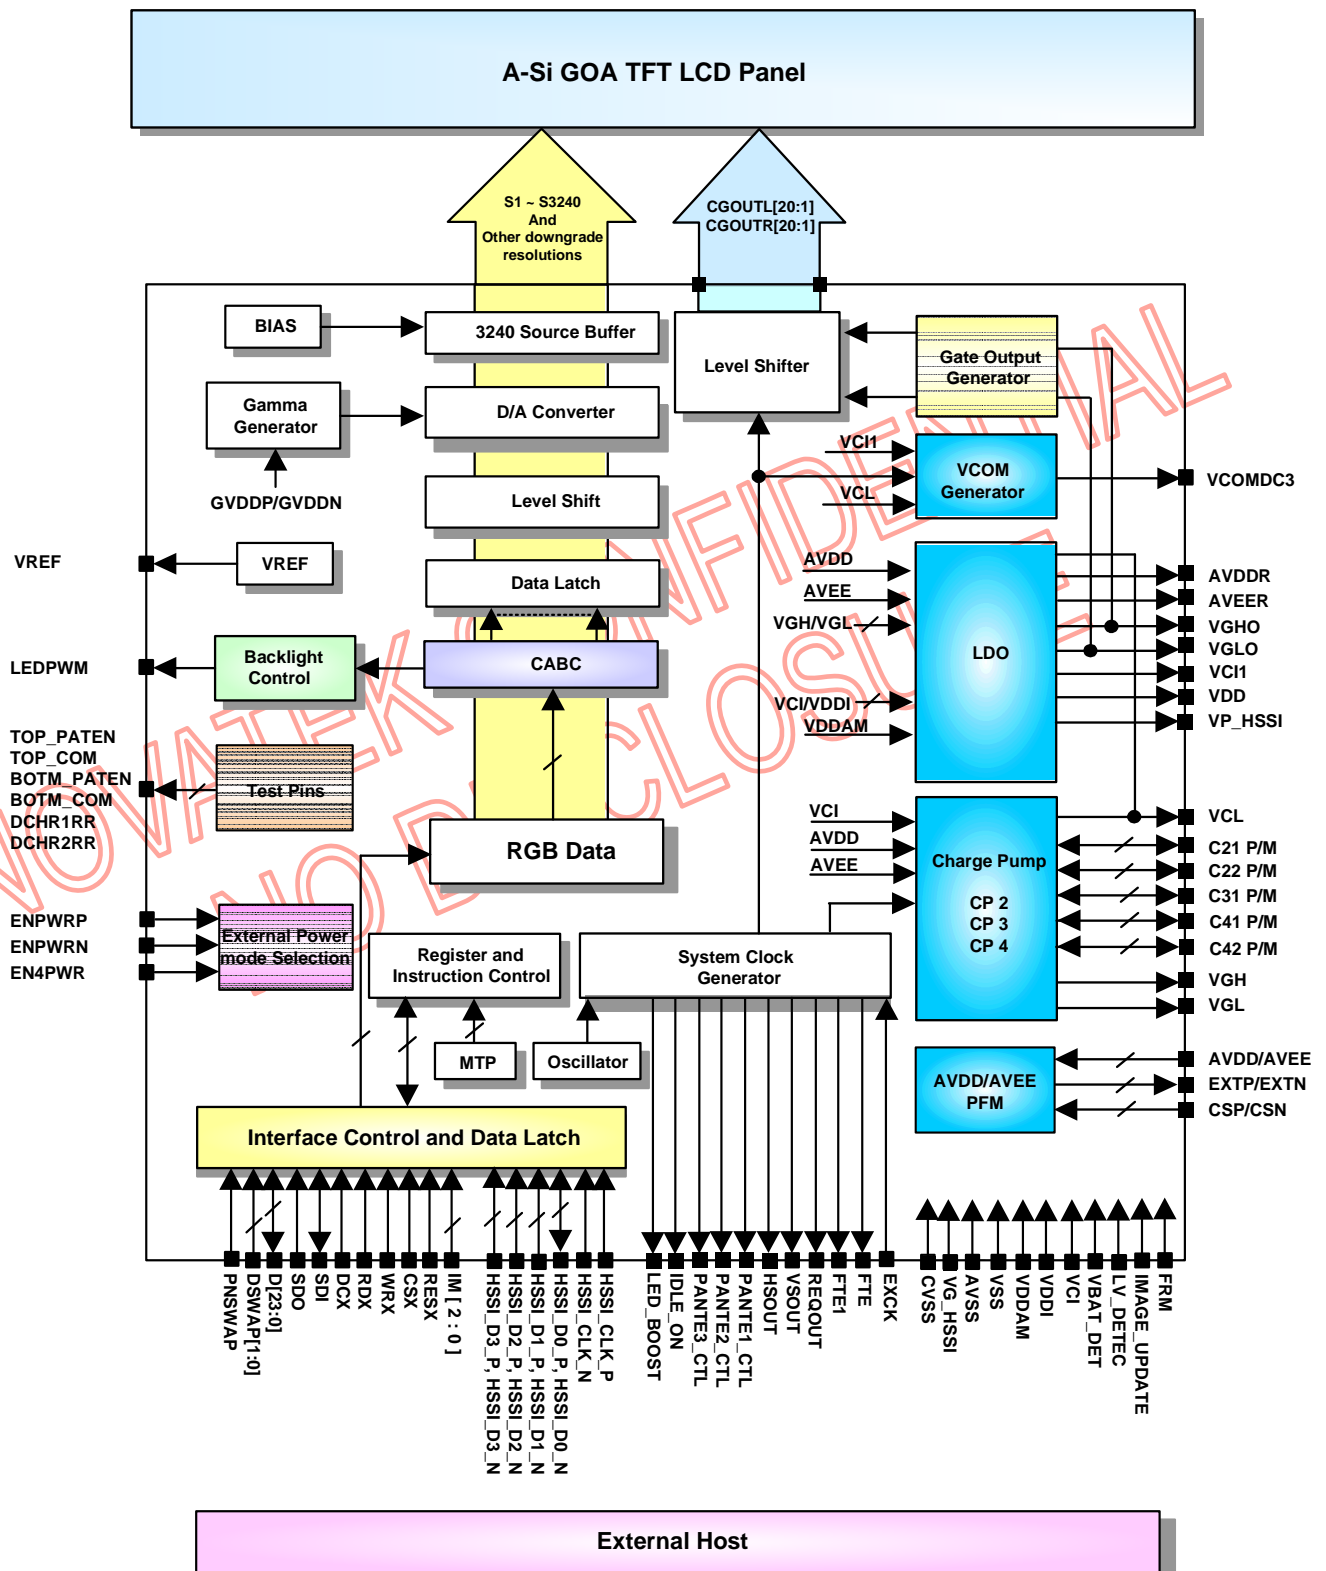 A-Si GOA TFT LCD Panel
S1 ~ S3240
And
Other downgrade
resolutions
CGOUTL[20:1]
CGOUTR[20:1]
BIAS
3240 Source Buffer
Level Shifter
Gate Output
Generator
Gamma
Generator
D/A Converter
GVDDP/GVDDN
Level Shift
VCI1
VCL
VCOM
Generator
VCOMDC3
VREF
VREF
Data Latch
AVDD
AVEE
VGH/VGL
VCI/VDDI
VDDAM
LDO
AVDDR
AVEER
VGHO
VGLO
VCI1
VDD
VP_HSSI
LEDPWM
Backlight
Control
CABC
TOP_PATEN
TOP_COM
BOTM_PATEN
BOTM_COM
DCHR1RR
DCHR2RR
Test Pins
RGB Data
VCI
AVDD
AVEE
Charge Pump
CP 2
CP 3
CP 4
VCL
C21 P/M
C22 P/M
C31 P/M
C41 P/M
C42 P/M
VGH
VGL
ENPWRP
ENPWRN
EN4PWR
External Power
mode Selection
Register and
Instruction Control
System Clock
Generator
MTP
Oscillator
AVDD/AVEE
PFM
AVDD/AVEE
EXTP/EXTN
CSP/CSN
Interface Control and Data Latch
PNSWAP
DSWAP[1:0]
D[23:0]
SDO
SDI
DCX
RDX
WRX
CSX
RESX
IM [ 2 : 0 ]
HSSI_D3_P, HSSI_D3_N
HSSI_D2_P, HSSI_D2_N
HSSI_D1_P, HSSI_D1_N
HSSI_D0_P, HSSI_D0_N
HSSI_CLK_N
HSSI_CLK_P
LED_BOOST
IDLE_ON
PANTE3_CTL
PANTE2_CTL
PANTE1_CTL
HSOUT
VSOUT
REQOUT
FTE1
FTE
EXCK
CVSS
VG_HSSI
AVSS
VSS
VDDAM
VDDI
VCI
VBAT_DET
LV_DETEC
IMAGE_UPDATE
FRM
External Host
NOVATEK CONFIDENTIAL
NO DISCLOSURE